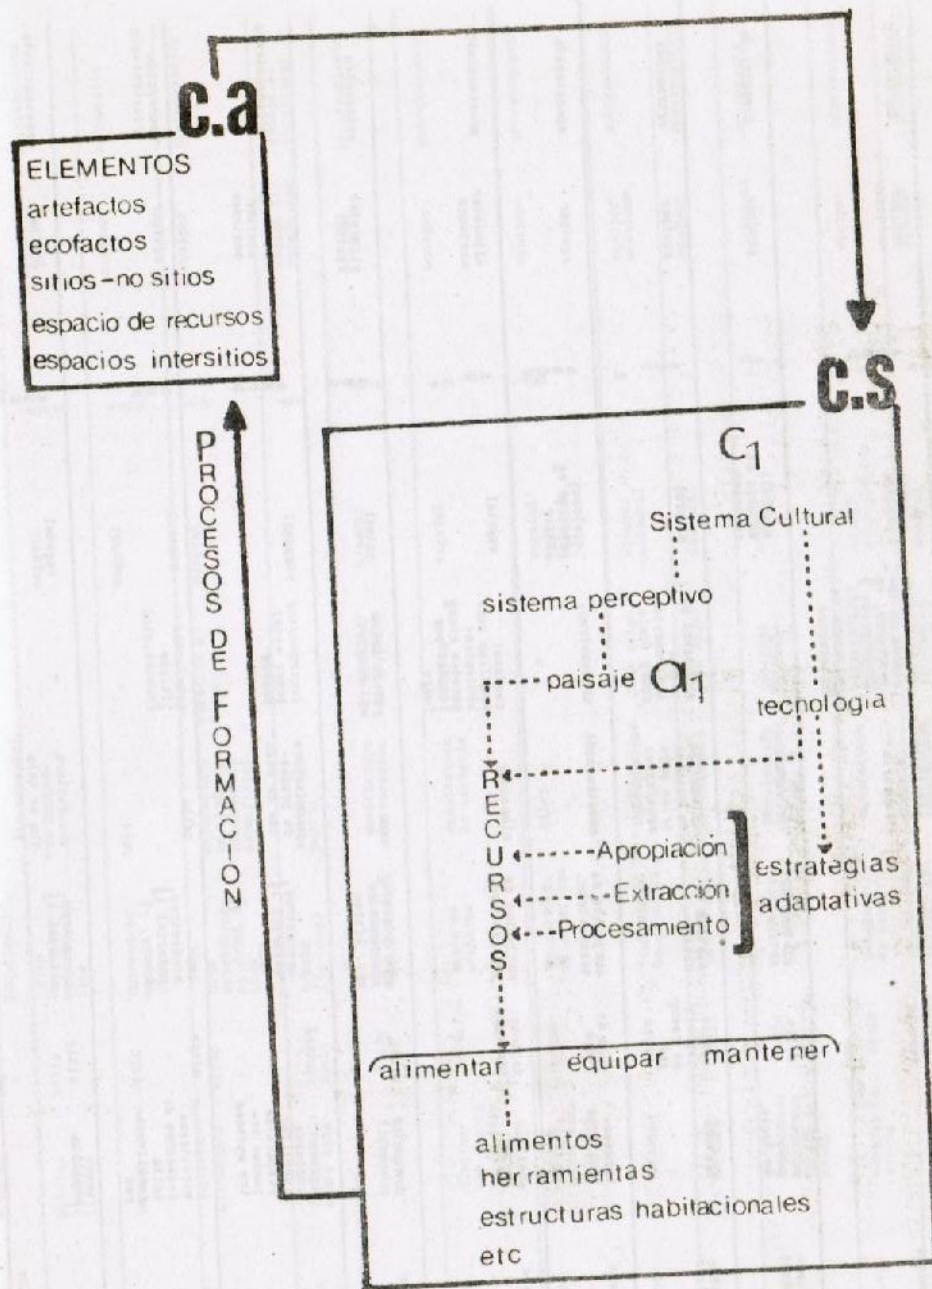 C.a
ELEMENTOS
artefactos
ecofactos
sitios-no sitios
espacio de recursos
espacios intersitios
PROCESOS DE FORMACION
C.S
C1
Sistema Cultural
sistema perceptivo
paisaje a1
tecnología
RECURSOS
Apropiación
Extracción
Procesamiento
estrategias
adaptativas
alimentar equipar mantener
alimentos
herramientas
estructuras habitacionales
etc